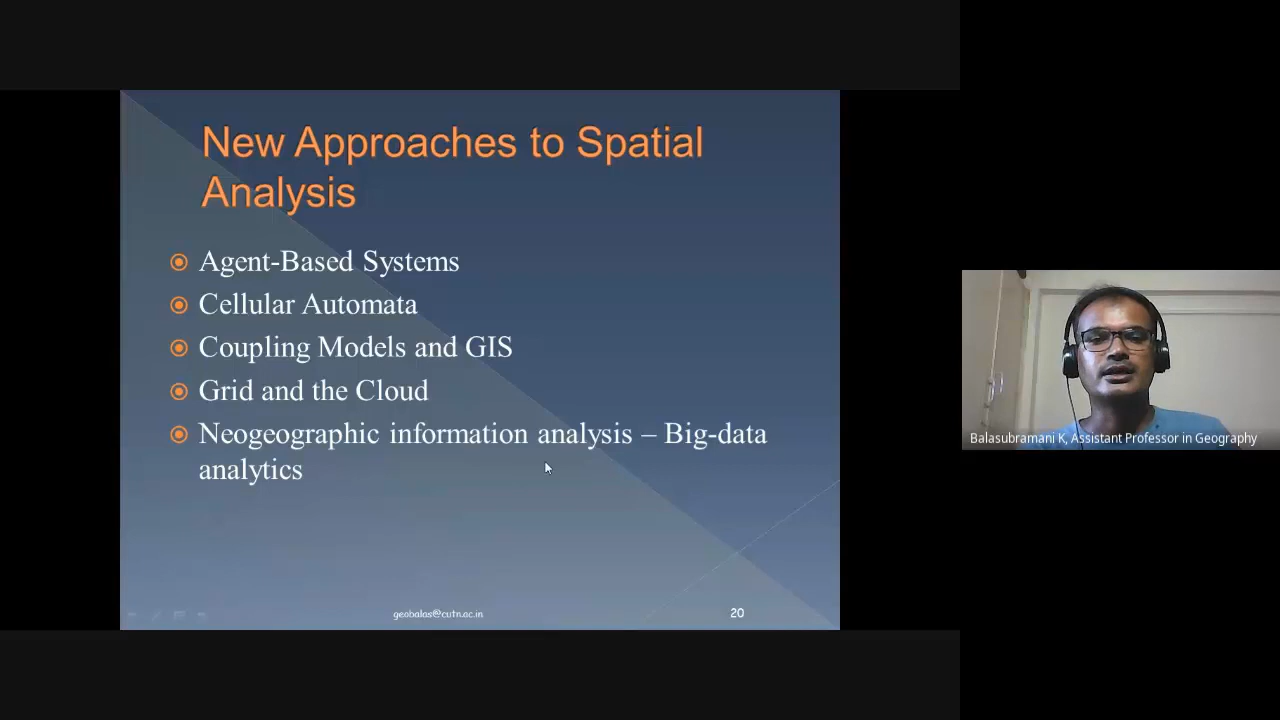 New Approaches to Spatial
Analysis
Agent-Based Systems
Cellular Automata
Coupling Models and GIS
Grid and the Cloud
Neogeographic information analysis – Big-data
analytics
geobalas@cutn.ac.in
20
Balasubramani K, Assistant Professor in Geography